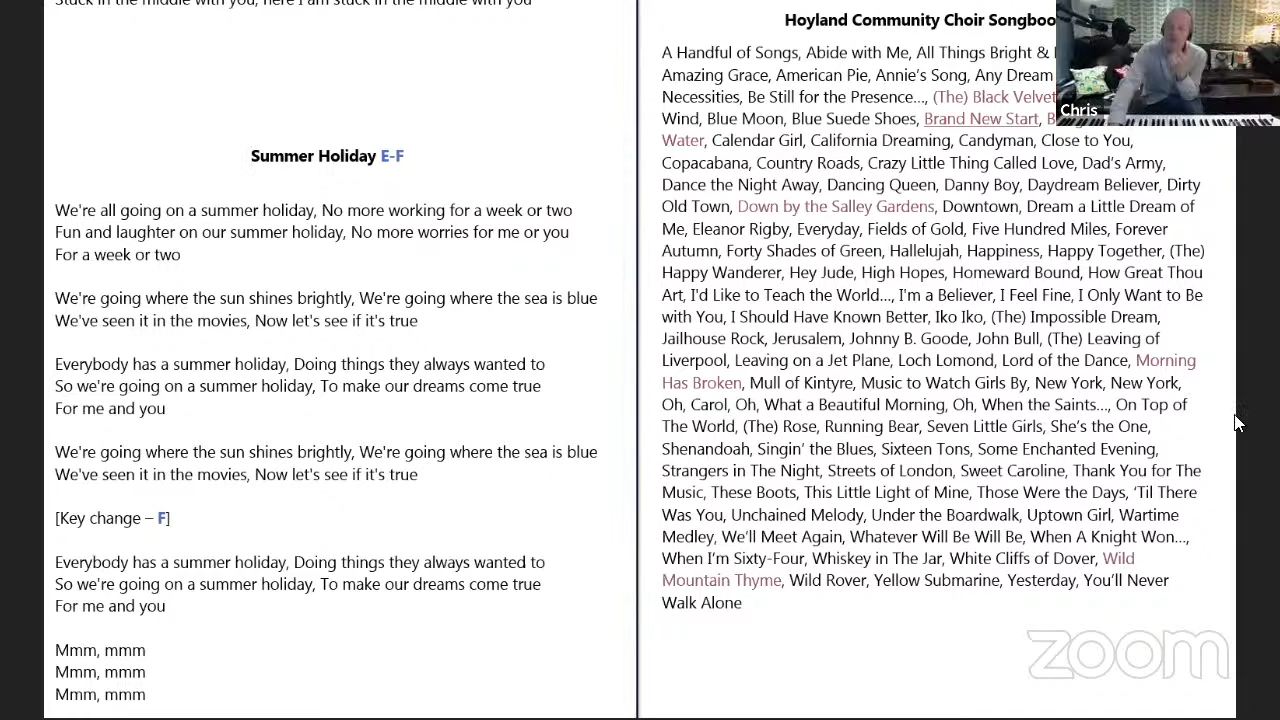 Stuck in the middle with you, here I am stuck in the middle with you
Summer Holiday E-F
We're all going on a summer holiday, No more working for a week or two
Fun and laughter on our summer holiday, No more worries for me or you
For a week or two
We're going where the sun shines brightly, We're going where the sea is blue
We've seen it in the movies, Now let's see if it's true
Everybody has a summer holiday, Doing things they always wanted to
So we're going on a summer holiday, To make our dreams come true
For me and you
We're going where the sun shines brightly, We're going where the sea is blue
We've seen it in the movies, Now let's see if it's true
[Key change – F]
Everybody has a summer holiday, Doing things they always wanted to
So we're going on a summer holiday, To make our dreams come true
For me and you
Mmm, mmm
Mmm, mmm
Mmm, mmm
Hoyland Community Choir
A Handful of Songs, Abide with Me, All Things Bright &
Amazing Grace, American Pie, Annie's Song, Any Dream
Necessities, Be Still for the Presence..., (The) Black Velvet
Wind, Blue Moon, Blue Suede Shoes, Brand New Start,
Water, Calendar Girl, California Dreaming, Candyman, Close to You,
Copacabana, Country Roads, Crazy Little Thing Called Love, Dad's Army,
Dance the Night Away, Dancing Queen, Danny Boy, Daydream Believer, Dirty
Old Town, Down by the Salley Gardens, Downtown, Dream a Little Dream of
Me, Eleanor Rigby, Everyday, Fields of Gold, Five Hundred Miles, Forever
Autumn, Forty Shades of Green, Hallelujah, Happiness, Happy Together, (The)
Happy Wanderer, Hey Jude, High Hopes, Homeward Bound, How Great Thou
Art, I'd Like to Teach the World..., I'm a Believer, I Feel Fine, I Only Want to Be
with You, I Should Have Known Better, Iko Iko, (The) Impossible Dream,
Jailhouse Rock, Jerusalem, Johnny B. Goode, John Bull, (The) Leaving of
Liverpool, Leaving on a Jet Plane, Loch Lomond, Lord of the Dance, Morning
Has Broken, Mull of Kintyre, Music to Watch Girls By, New York, New York,
Oh, Carol, Oh, What a Beautiful Morning, Oh, When the Saints..., On Top of
The World, (The) Rose, Running Bear, Seven Little Girls, She's the One,
Shenandoah, Singin' the Blues, Sixteen Tons, Some Enchanted Evening,
Strangers in The Night, Streets of London, Sweet Caroline, Thank You for The
Music, These Boots, This Little Light of Mine, Those Were the Days, 'Til There
Was You, Unchained Melody, Under the Boardwalk, Uptown Girl, Wartime
Medley, We'll Meet Again, Whatever Will Be Will Be, When A Knight Won...,
When I'm Sixty-Four, Whiskey in The Jar, White Cliffs of Dover, Wild
Mountain Thyme, Wild Rover, Yellow Submarine, Yesterday, You'll Never
Walk Alone
Chris
zoom